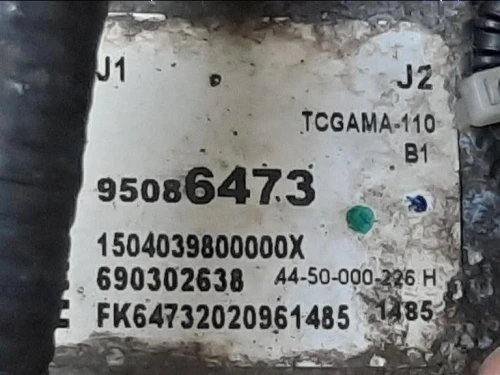 J1 J2
TCGAMA-110
B1
95086473
1504039800000X
690302638 44-50-000-226 H
FK64732020961485 1485